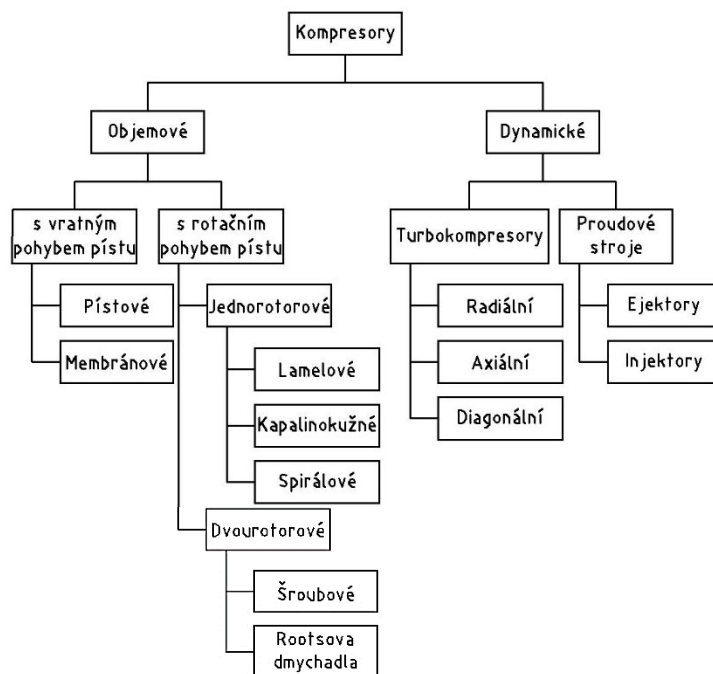 Kompresory
Objemové
Dynamické
s vratným
pohybem pístu
s rotačním
pohybem pístu
Turbokompresory
Proudové
stroje
Pístové
Membránové
Jednorotorové
Lamelové
Kapalinokužné
Spirálové
Dvourotorové
Šroubové
Rootsova
dmychadla
Radiální
Axiální
Diagonální
Ejektory
Injektory